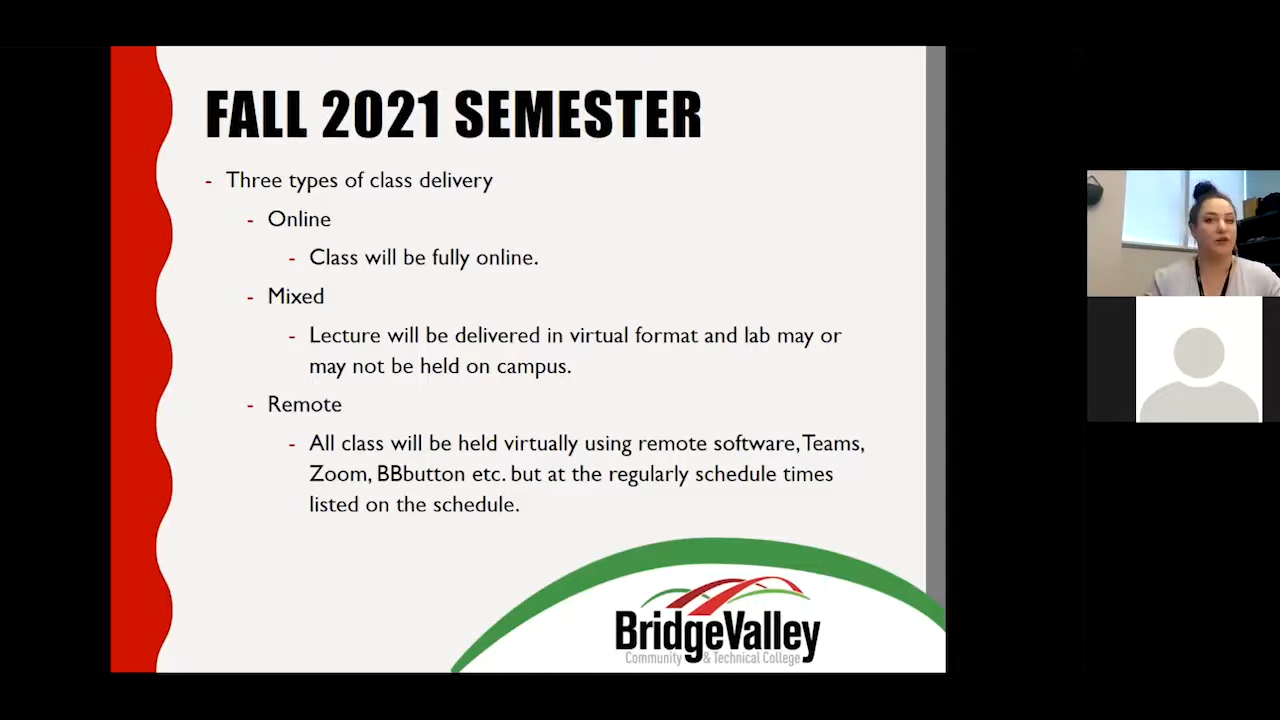 FALL 2021 SEMESTER
- Three types of class delivery
- Online
- Class will be fully online.
- Mixed
- Lecture will be delivered in virtual format and lab may or
may not be held on campus.
- Remote
- All class will be held virtually using remote software, Teams,
Zoom, BBbutton etc. but at the regularly schedule times
listed on the schedule.
BridgeValley
Community & Technical College